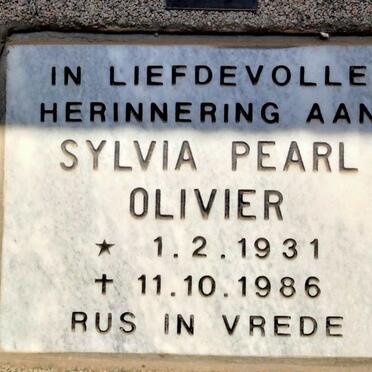 IN LIEFDEVOLLE
HERINNERING AAN
SYLVIA PEARL
OLIVIER
★ 1.2.1931
✝ 11.10.1986
RUS IN VREDE